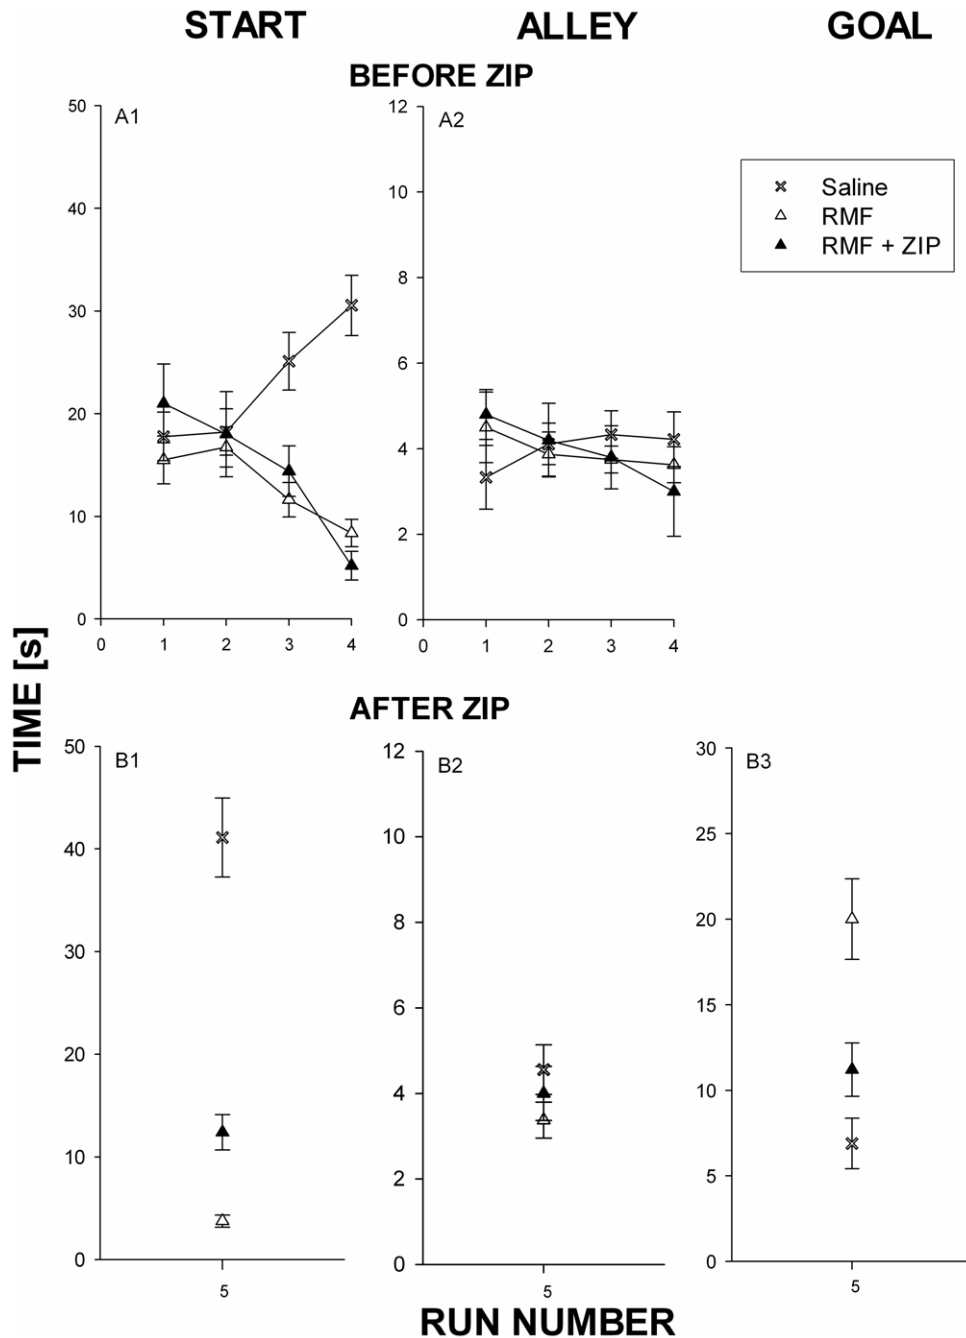 START ALLEY GOAL
BEFORE ZIP
A1
50
40
30
20
10
0
0 1 2 3 4
A2
12
10
8
6
4
2
0
0 1 2 3 4
Saline
RMF
RMF + ZIP
TIME [s]
AFTER ZIP
B1
50
40
30
20
10
0
5
B2
12
10
8
6
4
2
0
5
B3
30
25
20
15
10
5
0
5
RUN NUMBER